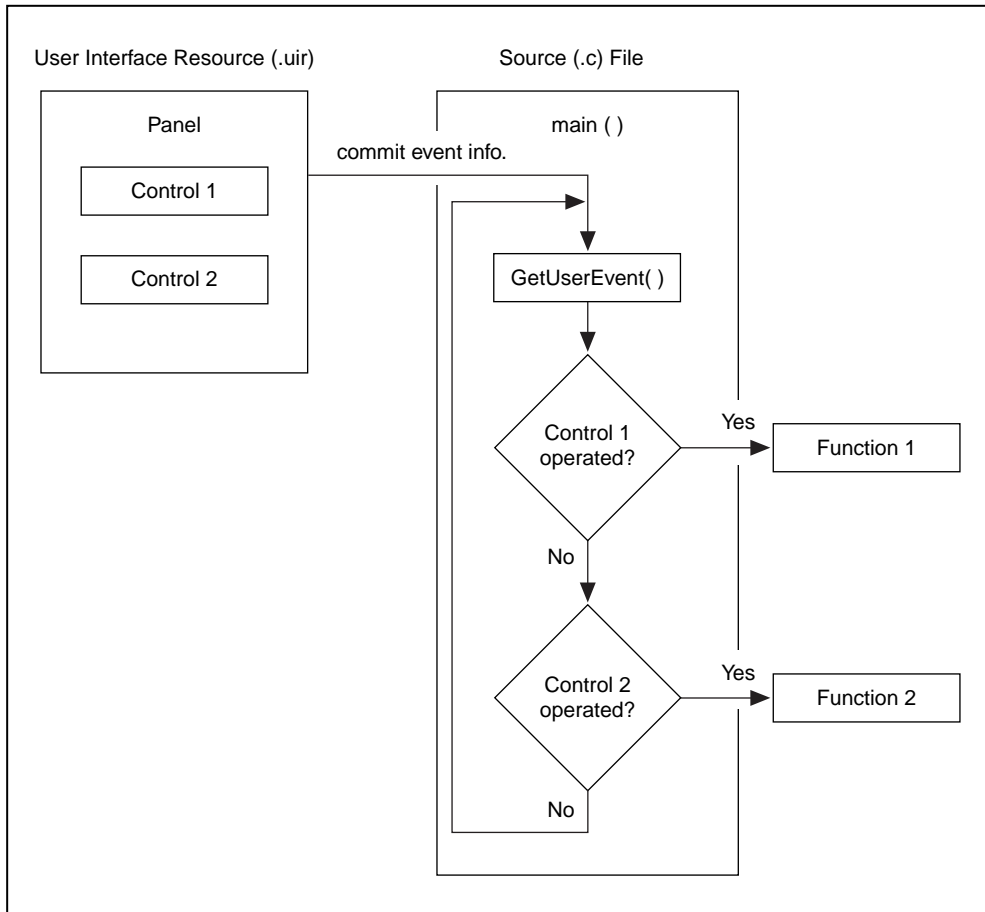 User Interface Resource (.uir)
Source (.c) File
Panel
main ( )
commit event info.
Control 1
Control 2
GetUserEvent( )
Control 1
operated?
Yes
Function 1
No
Control 2
operated?
Yes
Function 2
No